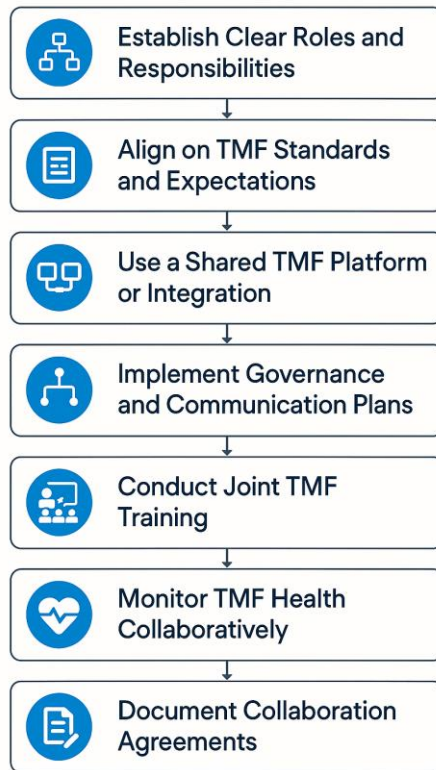 Establish Clear Roles and
Responsibilities
Align on TMF Standards
and Expectations
Use a Shared TMF Platform
or Integration
Implement Governance
and Communication Plans
Conduct Joint TMF
Training
Monitor TMF Health
Collaboratively
Document Collaboration
Agreements